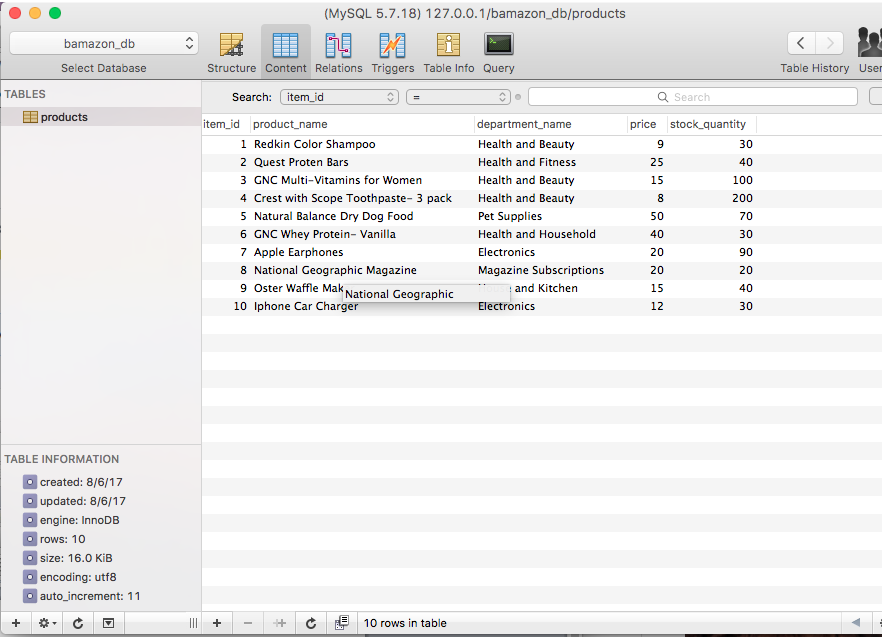 (MySQL 5.7.18) 127.0.0.1/bamazon_db/products
bamazon_db
Select Database Structure Content Relations Triggers Table Info Query Table History
TABLES
products
Search: item_id = Search
item_id product_name department_name price stock_quantity
1 Redkin Color Shampoo Health and Beauty 9 30
2 Quest Proten Bars Health and Fitness 25 40
3 GNC Multi-Vitamins for Women Health and Beauty 15 100
4 Crest with Scope Toothpaste- 3 pack Health and Beauty 8 200
5 Natural Balance Dry Dog Food Pet Supplies 50 70
6 GNC Whey Protein- Vanilla Health and Household 40 30
7 Apple Earphones Electronics 20 90
8 National Geographic Magazine Magazine Subscriptions 20 20
9 Oster Waffle and Kitchen 15 40
National Geographic
10 Iphone Car Charger Electronics 12 30
TABLE INFORMATION
created: 8/6/17
updated: 8/6/17
engine: InnoDB
rows: 10
size: 16.0 KiB
encoding: utf8
auto_increment: 11
10 rows in table